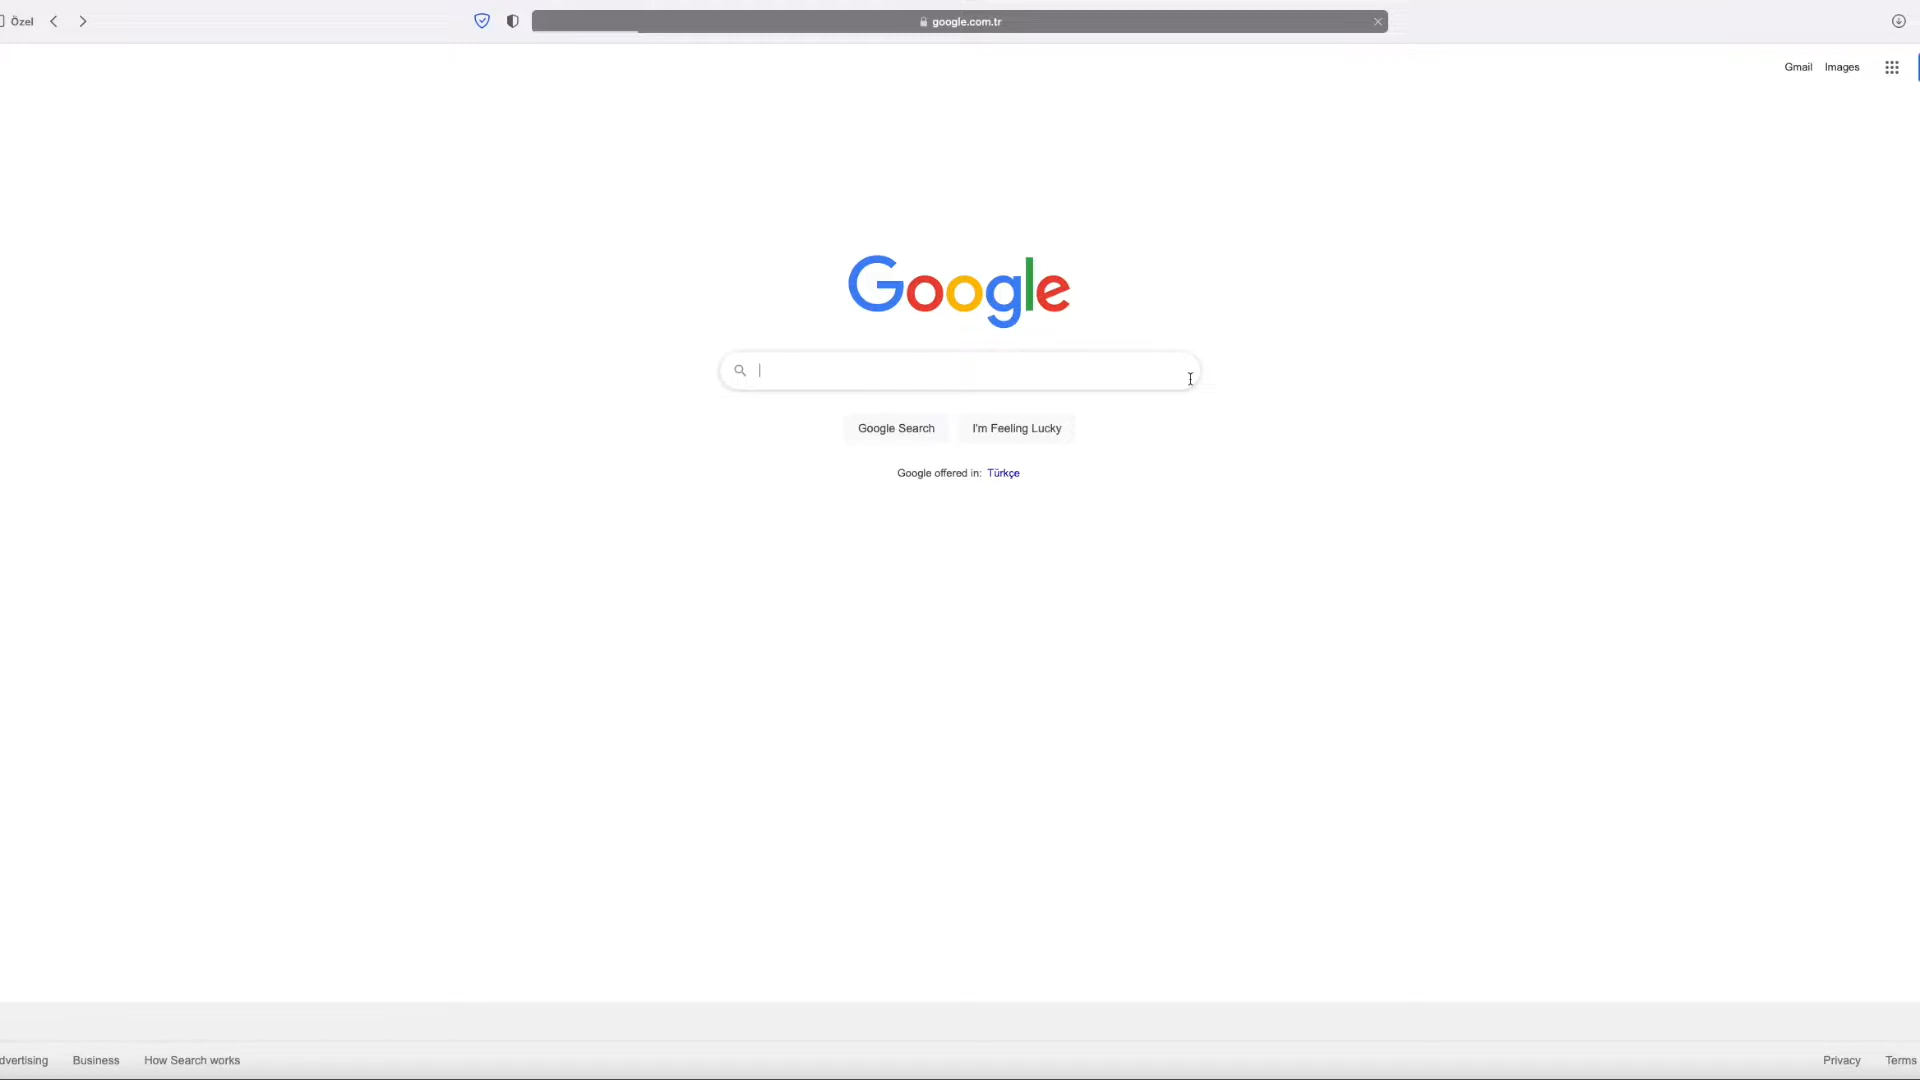 Özel
google.com.tr
Gmail Images
Google
Google Search I'm Feeling Lucky
Google offered in: Türkçe
dvertising Business How Search works
Privacy Terms